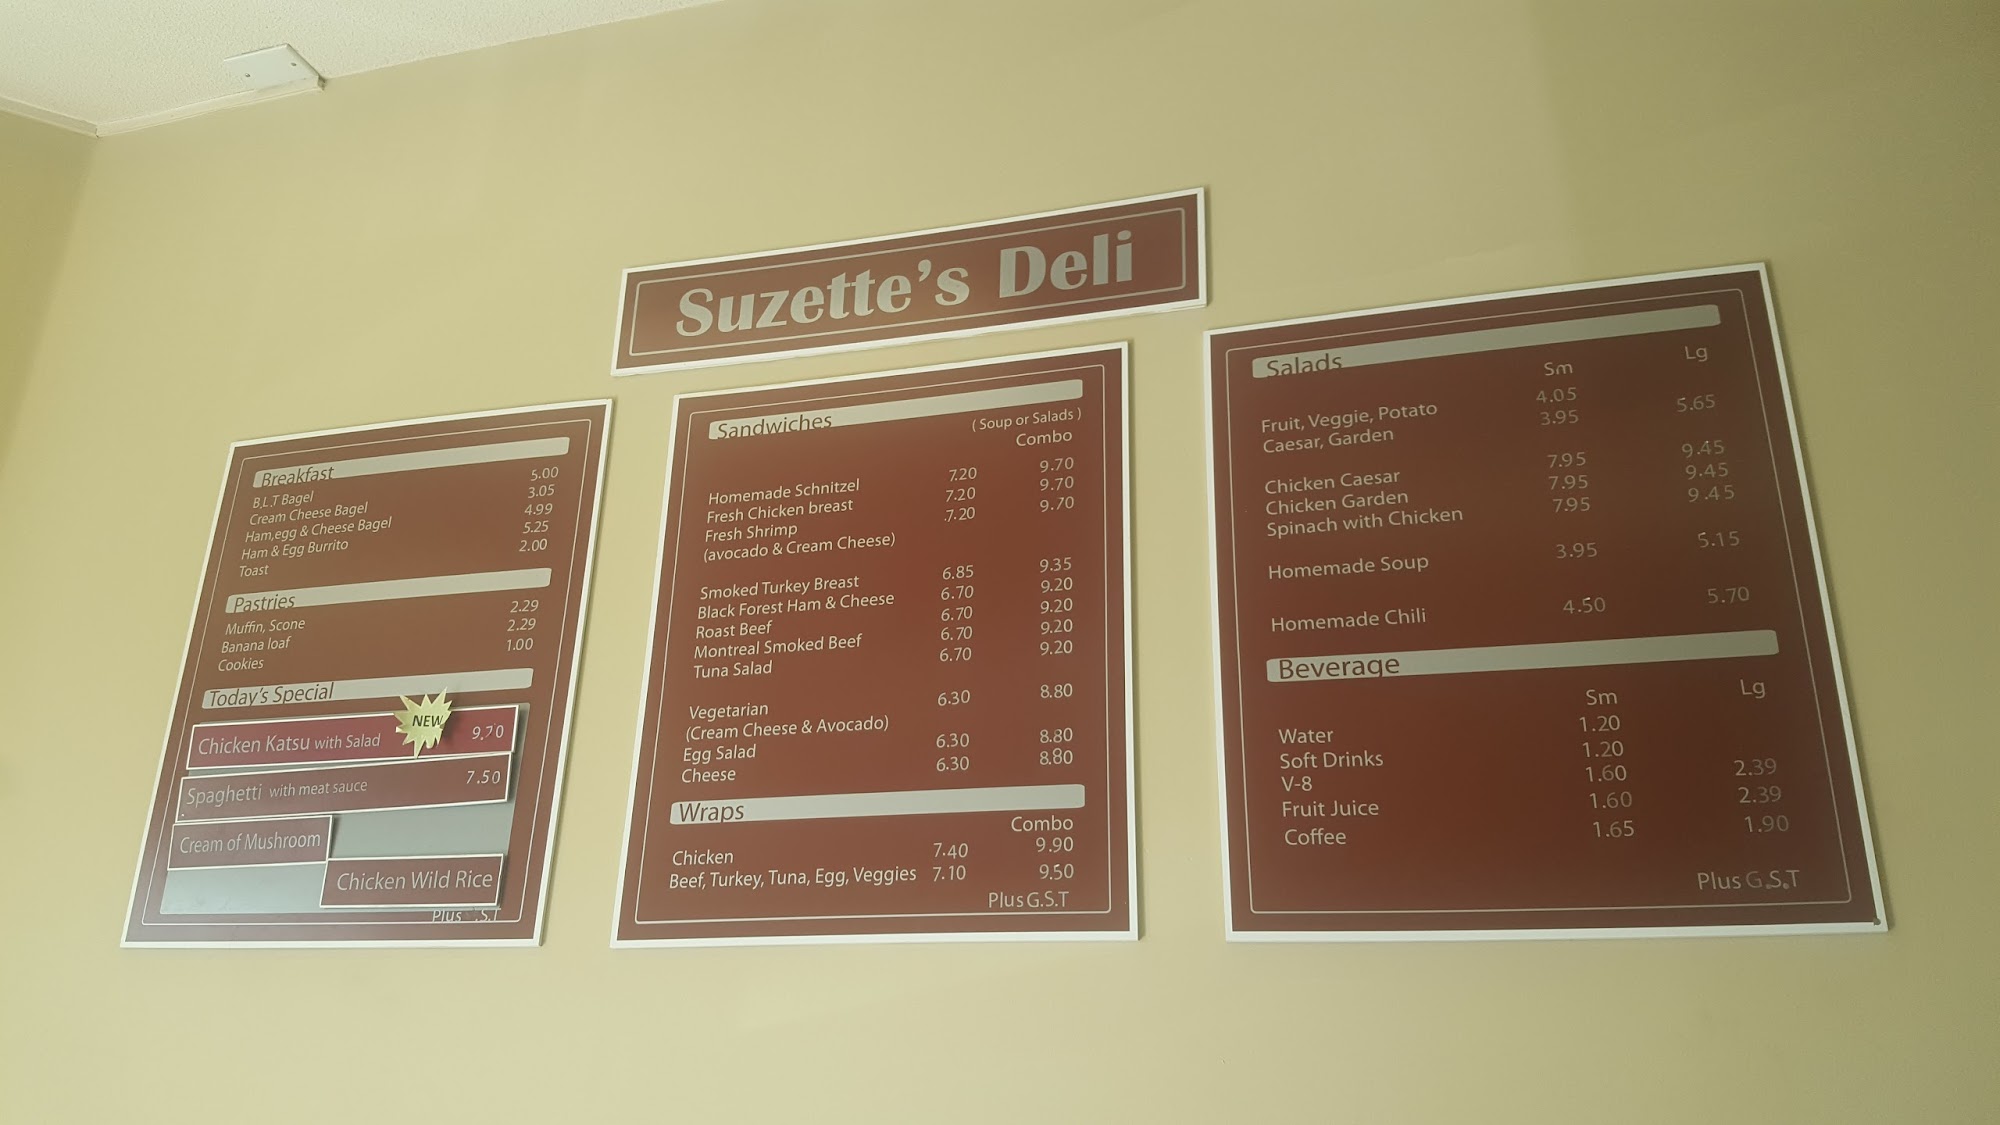 Suzette's Deli
Breakfast
B.L.T Bagel 5.00
Cream Cheese Bagel 3.05
Ham,egg & Cheese Bagel 4.99
Ham & Egg Burrito 5.25
Toast 2.00
Pastries
Muffin, Scone 2.29
Banana loaf 2.29
Cookies 1.00
Today's Special
NEW
Chicken Katsu with Salad 9.70
Spaghetti with meat sauce 7.50
Cream of Mushroom
Chicken Wild Rice
Plus .S.T
Sandwiches (Soup or Salads)
Combo
Homemade Schnitzel 7.20 9.70
Fresh Chicken breast 7.20 9.70
Fresh Shrimp 7.20 9.70
(avocado & Cream Cheese)
Smoked Turkey Breast 6.85 9.35
Black Forest Ham & Cheese 6.70 9.20
Roast Beef 6.70 9.20
Montreal Smoked Beef 6.70 9.20
Tuna Salad 6.70 9.20
Vegetarian 6.30 8.80
(Cream Cheese & Avocado)
Egg Salad 6.30 8.80
Cheese 6.30 8.80
Wraps
Combo
Chicken 7.40 9.90
Beef, Turkey, Tuna, Egg, Veggies 7.10 9.50
Plus G.S.T
Salads
Sm Lg
Fruit, Veggie, Potato 4.05
Caesar, Garden 3.95 5.65
Chicken Caesar 7.95 9.45
Chicken Garden 7.95 9.45
Spinach with Chicken 7.95 9.45
Homemade Soup 3.95 5.15
Homemade Chili 4.50 5.70
Beverage
Sm Lg
Water 1.20
Soft Drinks 1.20
V-8 1.60 2.39
Fruit Juice 1.60 2.39
Coffee 1.65 1.90
Plus G.S.T